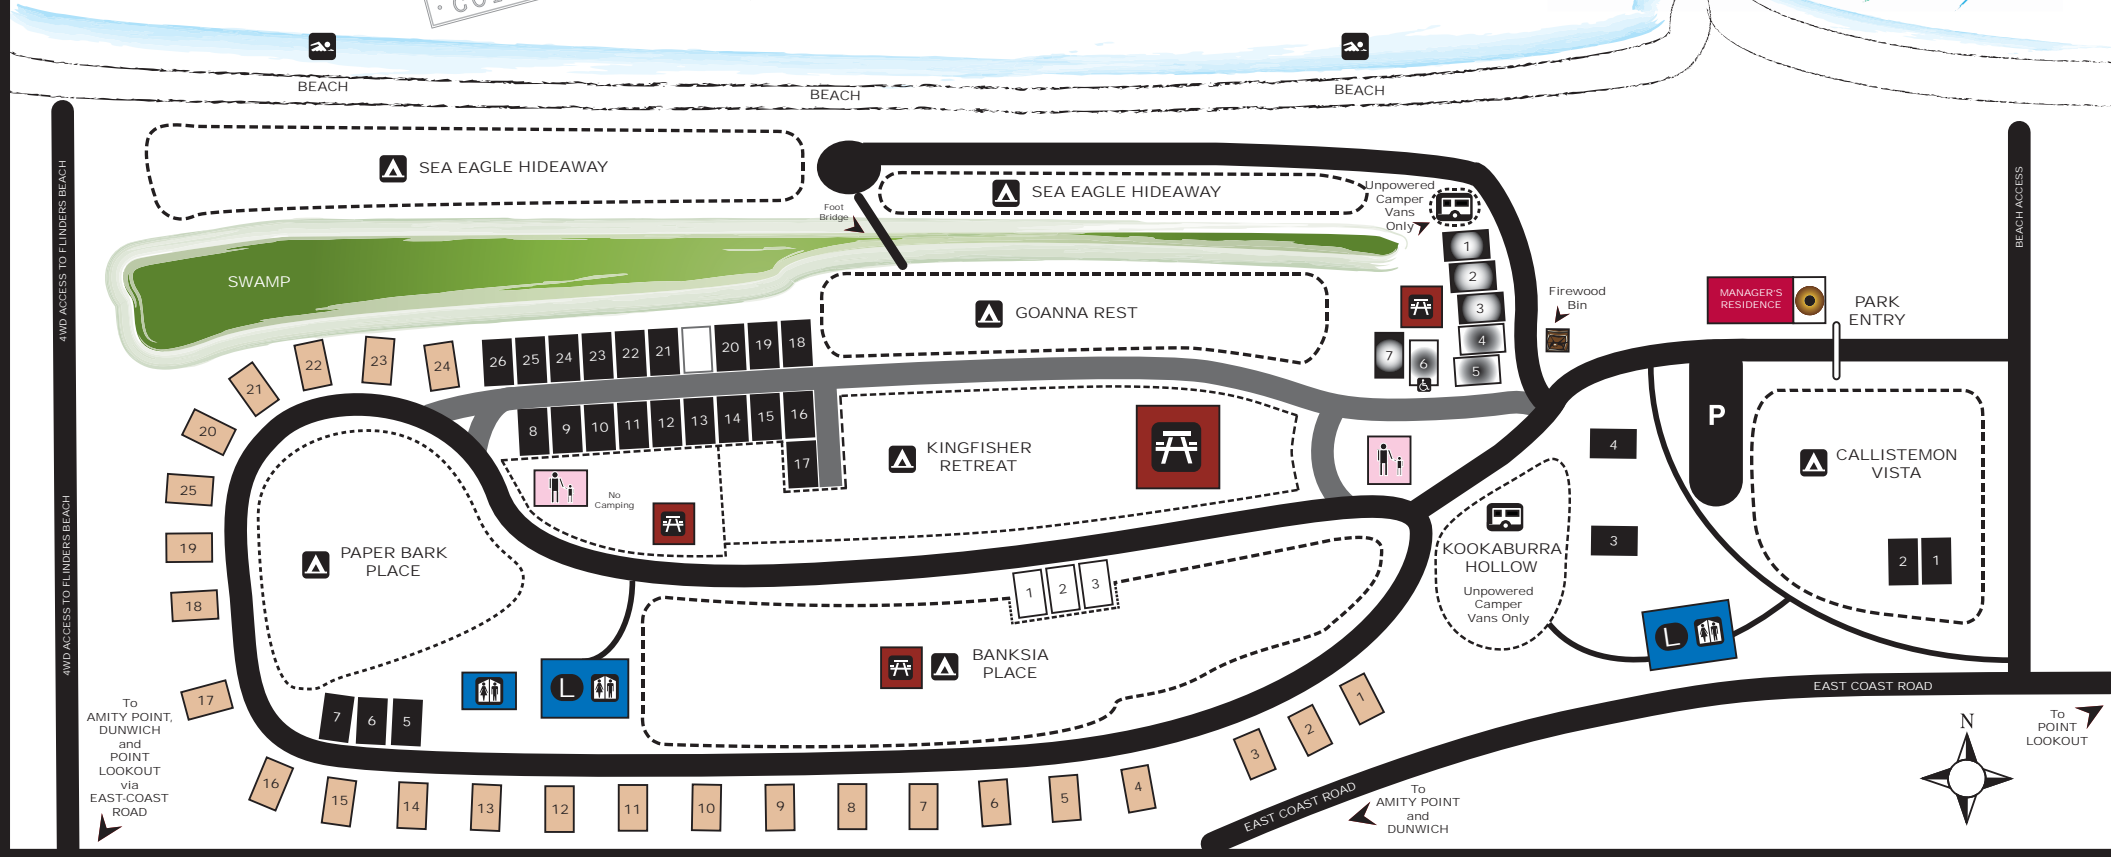 BEACH
BEACH
BEACH
4WD ACCESS TO FLINDERS BEACH
4WD ACCESS TO FLINDERS BEACH
SEA EAGLE HIDEAWAY
SEA EAGLE HIDEAWAY
Foot
Bridge
Unpowered
Camper
Vans
Only
SWAMP
GOANNA REST
1
2
3
4
5
6
7
Firewood
Bin
MANAGER'S
RESIDENCE
PARK
ENTRY
BEACH ACCESS
26
25
24
23
22
21
20
19
18
8
9
10
11
12
13
14
15
16
17
24
23
22
21
20
25
19
18
17
16
15
14
13
12
11
10
9
8
7
6
5
4
3
2
1
KINGFISHER
RETREAT
No
Camping
PAPER BARK
PLACE
7
6
5
L
BANKSIA
PLACE
1
2
3
KOOKABURRA
HOLLOW
Unpowered
Camper
Vans Only
4
3
P
CALLISTEMON
VISTA
2
1
L
EAST COAST ROAD
EAST COAST ROAD
To
AMITY POINT,
DUNWICH
and
POINT
LOOKOUT
via
EAST-COAST
ROAD
To
AMITY POINT
and
DUNWICH
N
To
POINT
LOOKOUT